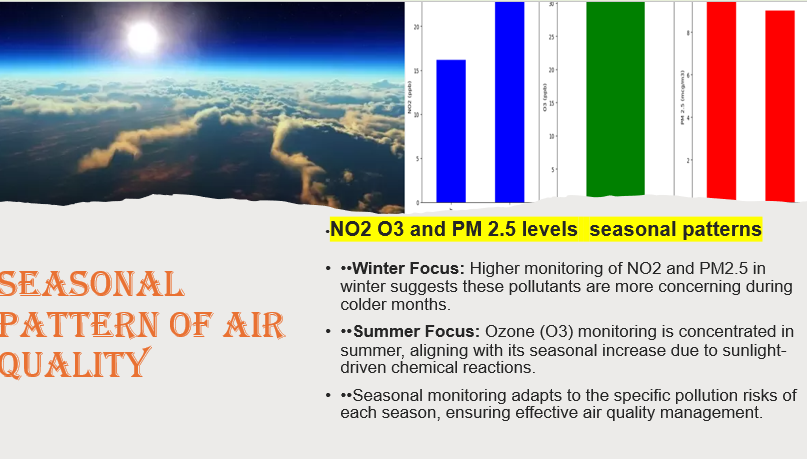 20
15
10
5
0
NO2 (ppb)
30
25
20
15
10
5
O3 (ppb)
8
6
4
2
PM 2.5 (mcg/m3)
SEASONAL
PATTERN OF AIR
QUALITY
•NO2 O3 and PM 2.5 levels  seasonal patterns
• ••Winter Focus: Higher monitoring of NO2 and PM2.5 in
winter suggests these pollutants are more concerning during
colder months.
• ••Summer Focus: Ozone (O3) monitoring is concentrated in
summer, aligning with its seasonal increase due to sunlight-
driven chemical reactions.
• ••Seasonal monitoring adapts to the specific pollution risks of
each season, ensuring effective air quality management.